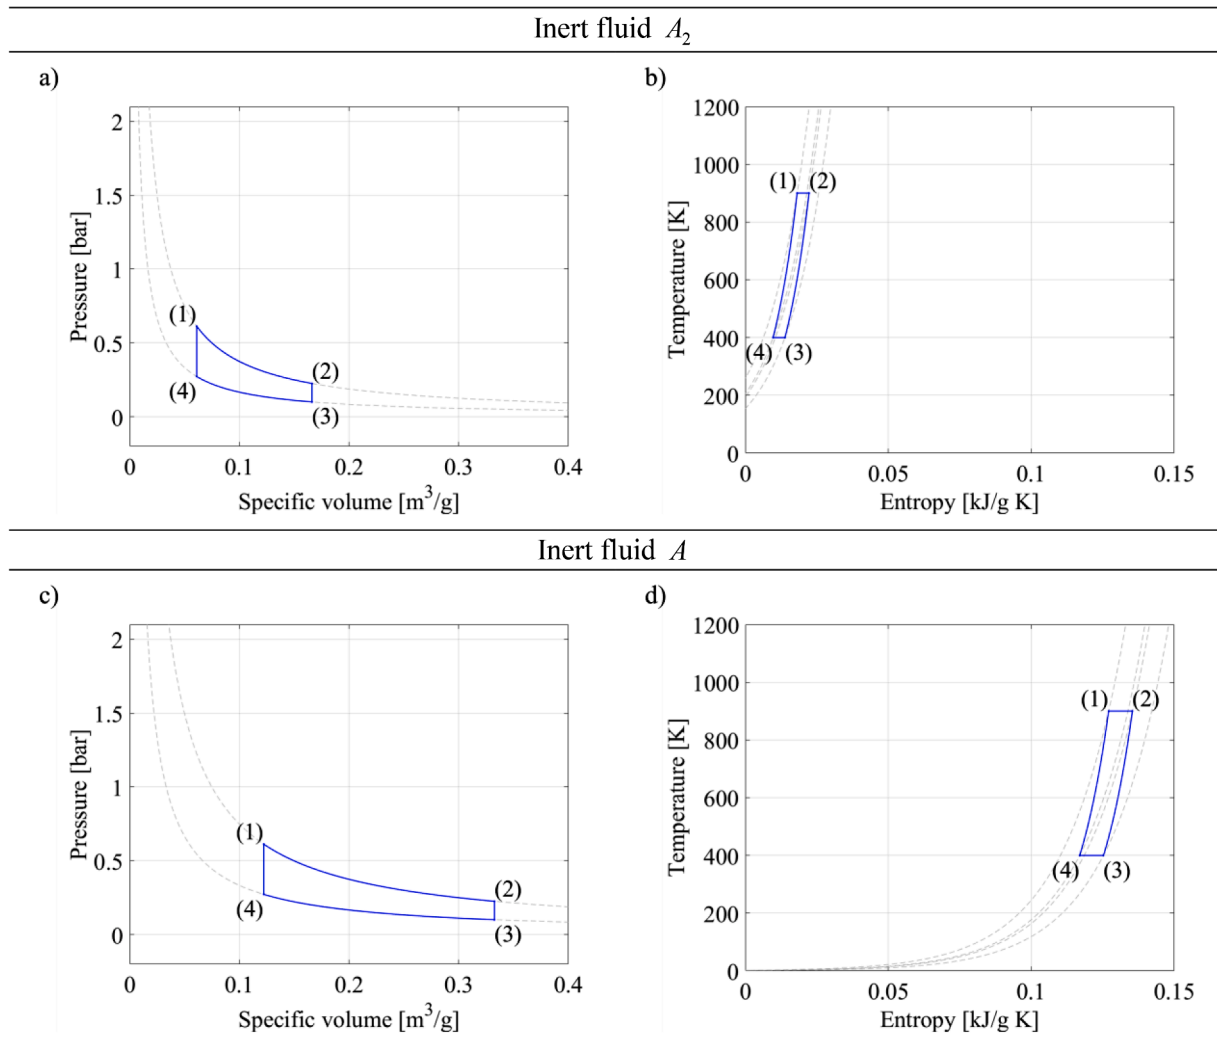 Inert fluid A₂
a)
b)
Pressure [bar]
2
1.5
1
0.5
0
(1)
(2)
(4)
(3)
0 0.1 0.2 0.3 0.4
Specific volume [m³/g]
Temperature [K]
1200
1000
800
600
400
200
0
(1) (2)
(4) (3)
0 0.05 0.1 0.15
Entropy [kJ/g K]
Inert fluid A
c)
d)
Pressure [bar]
2
1.5
1
0.5
0
(1)
(2)
(4)
(3)
0 0.1 0.2 0.3 0.4
Specific volume [m³/g]
Temperature [K]
1200
1000
800
600
400
200
0
(1) (2)
(4) (3)
0 0.05 0.1 0.15
Entropy [kJ/g K]